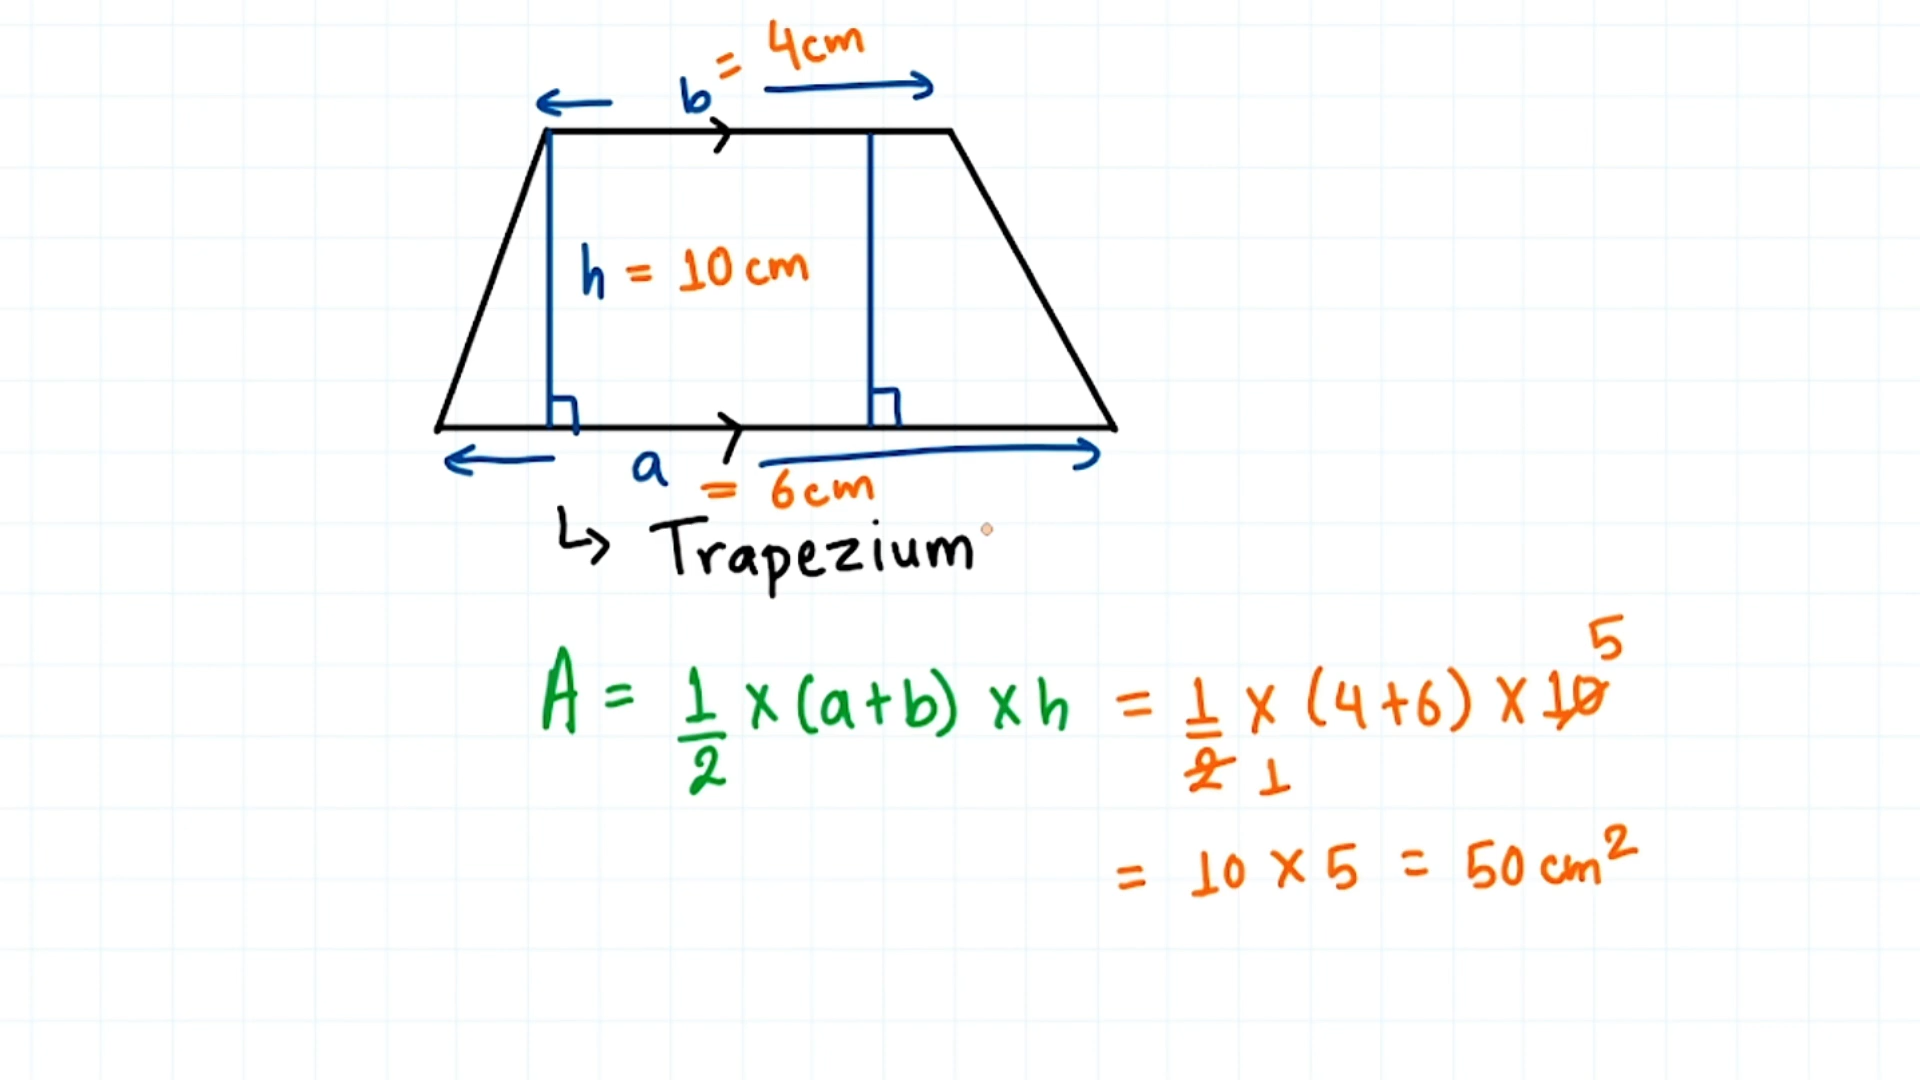 b = 4cm
h = 10 cm
a = 6cm
↳ Trapezium
A = 1/2 × (a+b) × h = 1/2 × (4+6) × 10 5
1
= 10 × 5 = 50 cm²